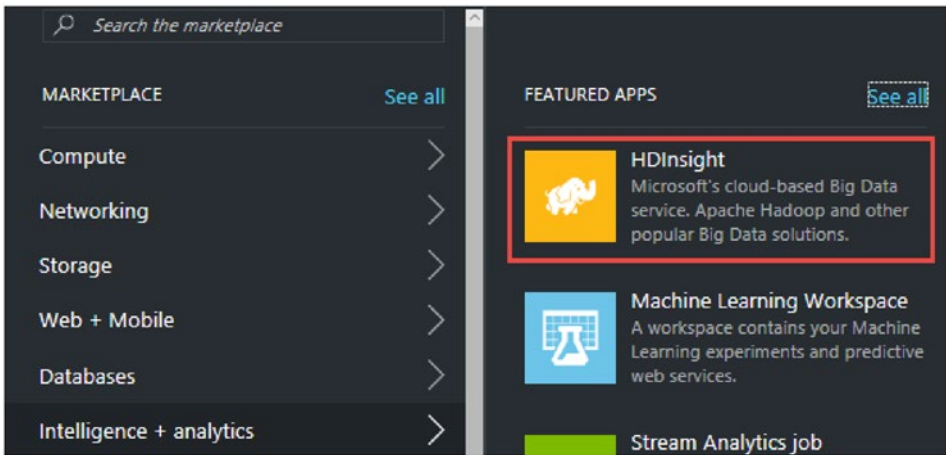 Search the marketplace
MARKETPLACE
See all
Compute
Networking
Storage
Web + Mobile
Databases
Intelligence + analytics
FEATURED APPS
See all
HDInsight
Microsoft's cloud-based Big Data
service. Apache Hadoop and other
popular Big Data solutions.
Machine Learning Workspace
A workspace contains your Machine
Learning experiments and predictive
web services.
Stream Analytics job